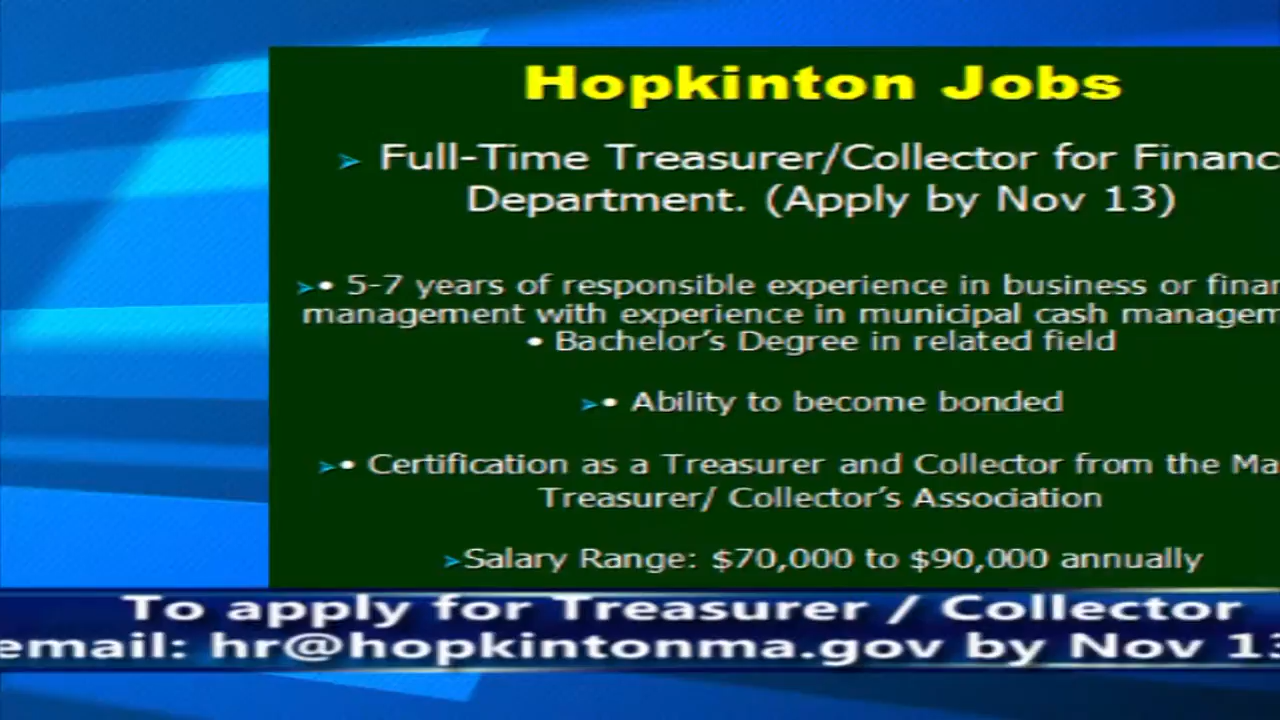 Hopkinton Jobs
➢ Full-Time Treasurer/Collector for Financ
Department. (Apply by Nov 13)
➢• 5-7 years of responsible experience in business or finan
management with experience in municipal cash managem
• Bachelor’s Degree in related field
➢• Ability to become bonded
➢• Certification as a Treasurer and Collector from the Ma
Treasurer/ Collector’s Association
➢Salary Range: $70,000 to $90,000 annually
To apply for Treasurer / Collector
email: hr@hopkintonma.gov by Nov 13